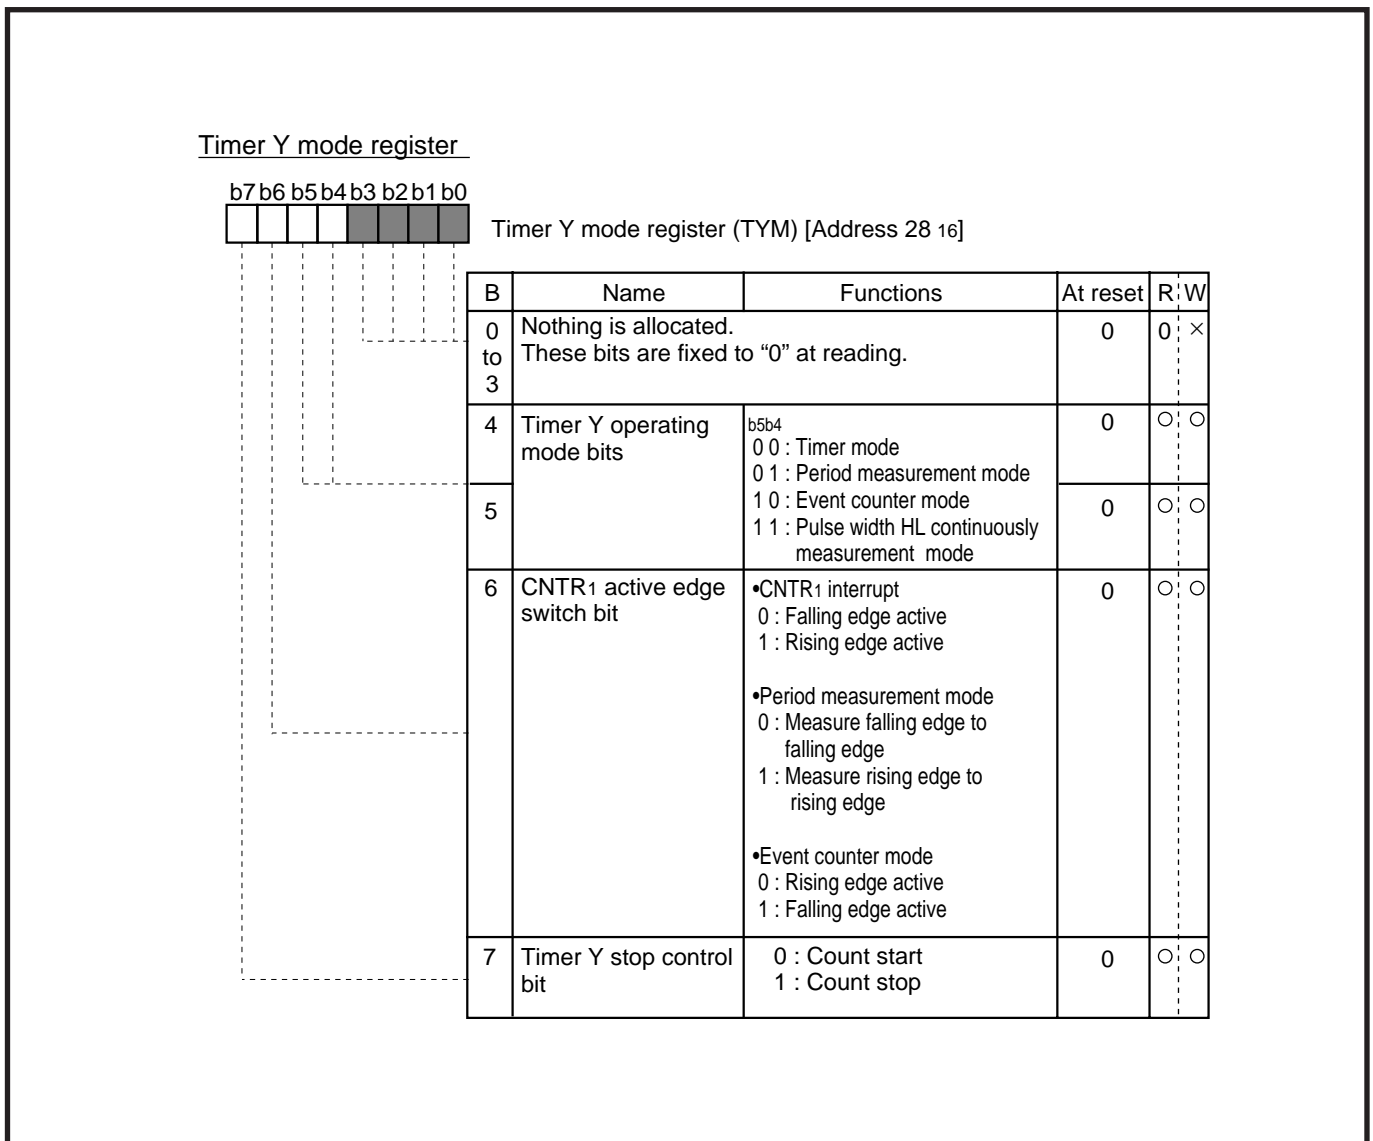 Timer Y mode register
b7 b6 b5 b4 b3 b2 b1 b0
Timer Y mode register (TYM) [Address 28 16]
B Name Functions At reset R W
0 to 3 Nothing is allocated. 0 0 ×
These bits are fixed to “0” at reading.
4 Timer Y operating mode bits 0 ○ ○
b5b4
0 0 : Timer mode
0 1 : Period measurement mode
5 0 ○ ○
1 0 : Event counter mode
1 1 : Pulse width HL continuously
measurement mode
6 CNTR1 active edge switch bit 0 ○ ○
•CNTR1 interrupt
0 : Falling edge active
1 : Rising edge active
•Period measurement mode
0 : Measure falling edge to
falling edge
1 : Measure rising edge to
rising edge
•Event counter mode
0 : Rising edge active
1 : Falling edge active
7 Timer Y stop control bit 0 ○ ○
0 : Count start
1 : Count stop